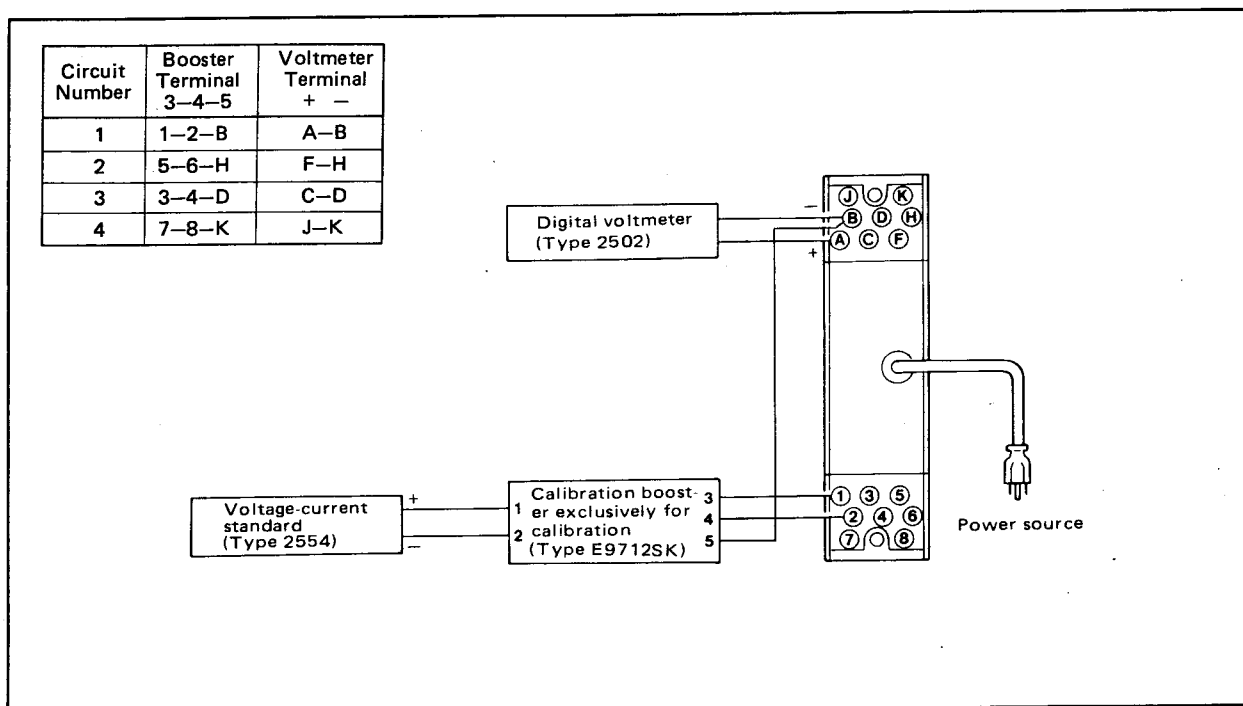 Circuit Number
Booster Terminal 3—4—5
Voltmeter Terminal + −
1
1—2—B
A—B
2
5—6—H
F—H
3
3—4—D
C—D
4
7—8—K
J—K
Digital voltmeter
(Type 2502)
−
+
J K
B D H
A C F
Voltage-current
standard
(Type 2554)
+
−
1
2
Calibration boost-
er exclusively for
calibration
(Type E9712SK)
3
4
5
1 3 5
2 4 6
7 8
Power source